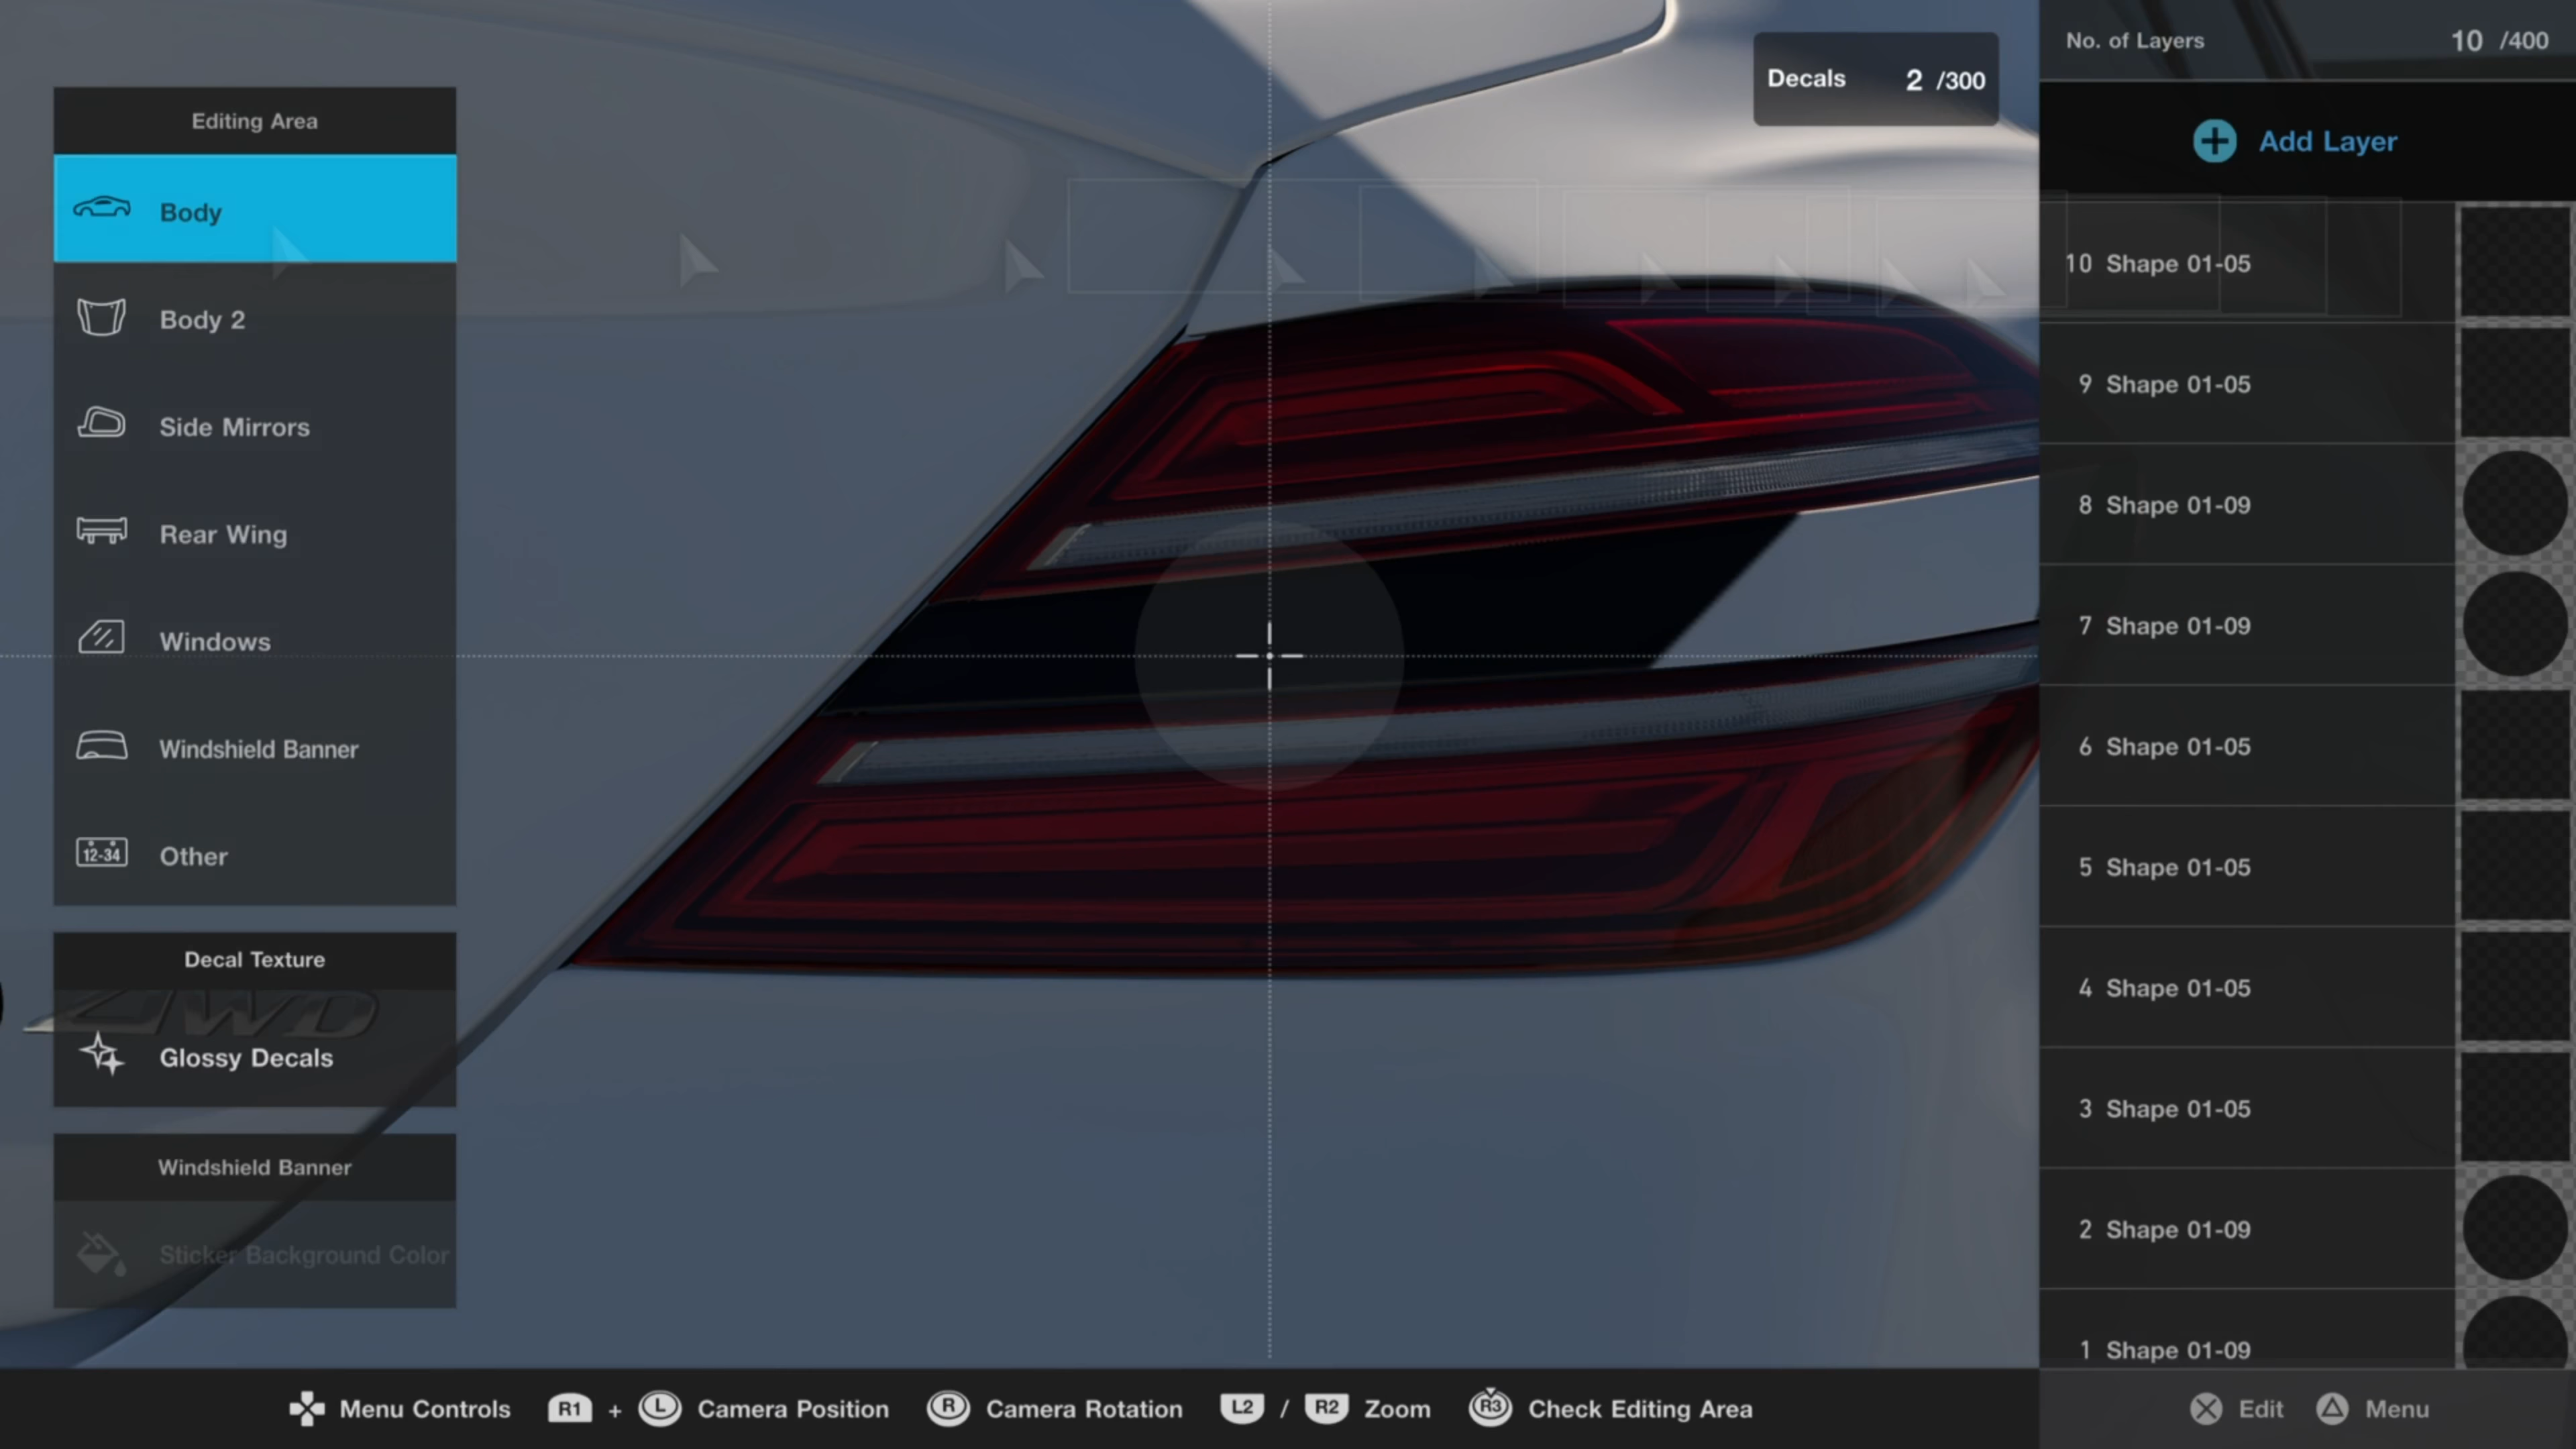 No. of Layers 10 /400
Decals 2 /300
Editing Area
Add Layer
Body
Body 2
Side Mirrors
Rear Wing
Windows
Windshield Banner
12-34 Other
Decal Texture
4WD
Glossy Decals
Windshield Banner
Sticker Background Color
10 Shape 01-05
9 Shape 01-05
8 Shape 01-09
7 Shape 01-09
6 Shape 01-05
5 Shape 01-05
4 Shape 01-05
3 Shape 01-05
2 Shape 01-09
1 Shape 01-09
Menu Controls R1 + L Camera Position R Camera Rotation L2 / R2 Zoom R3 Check Editing Area
Edit Menu